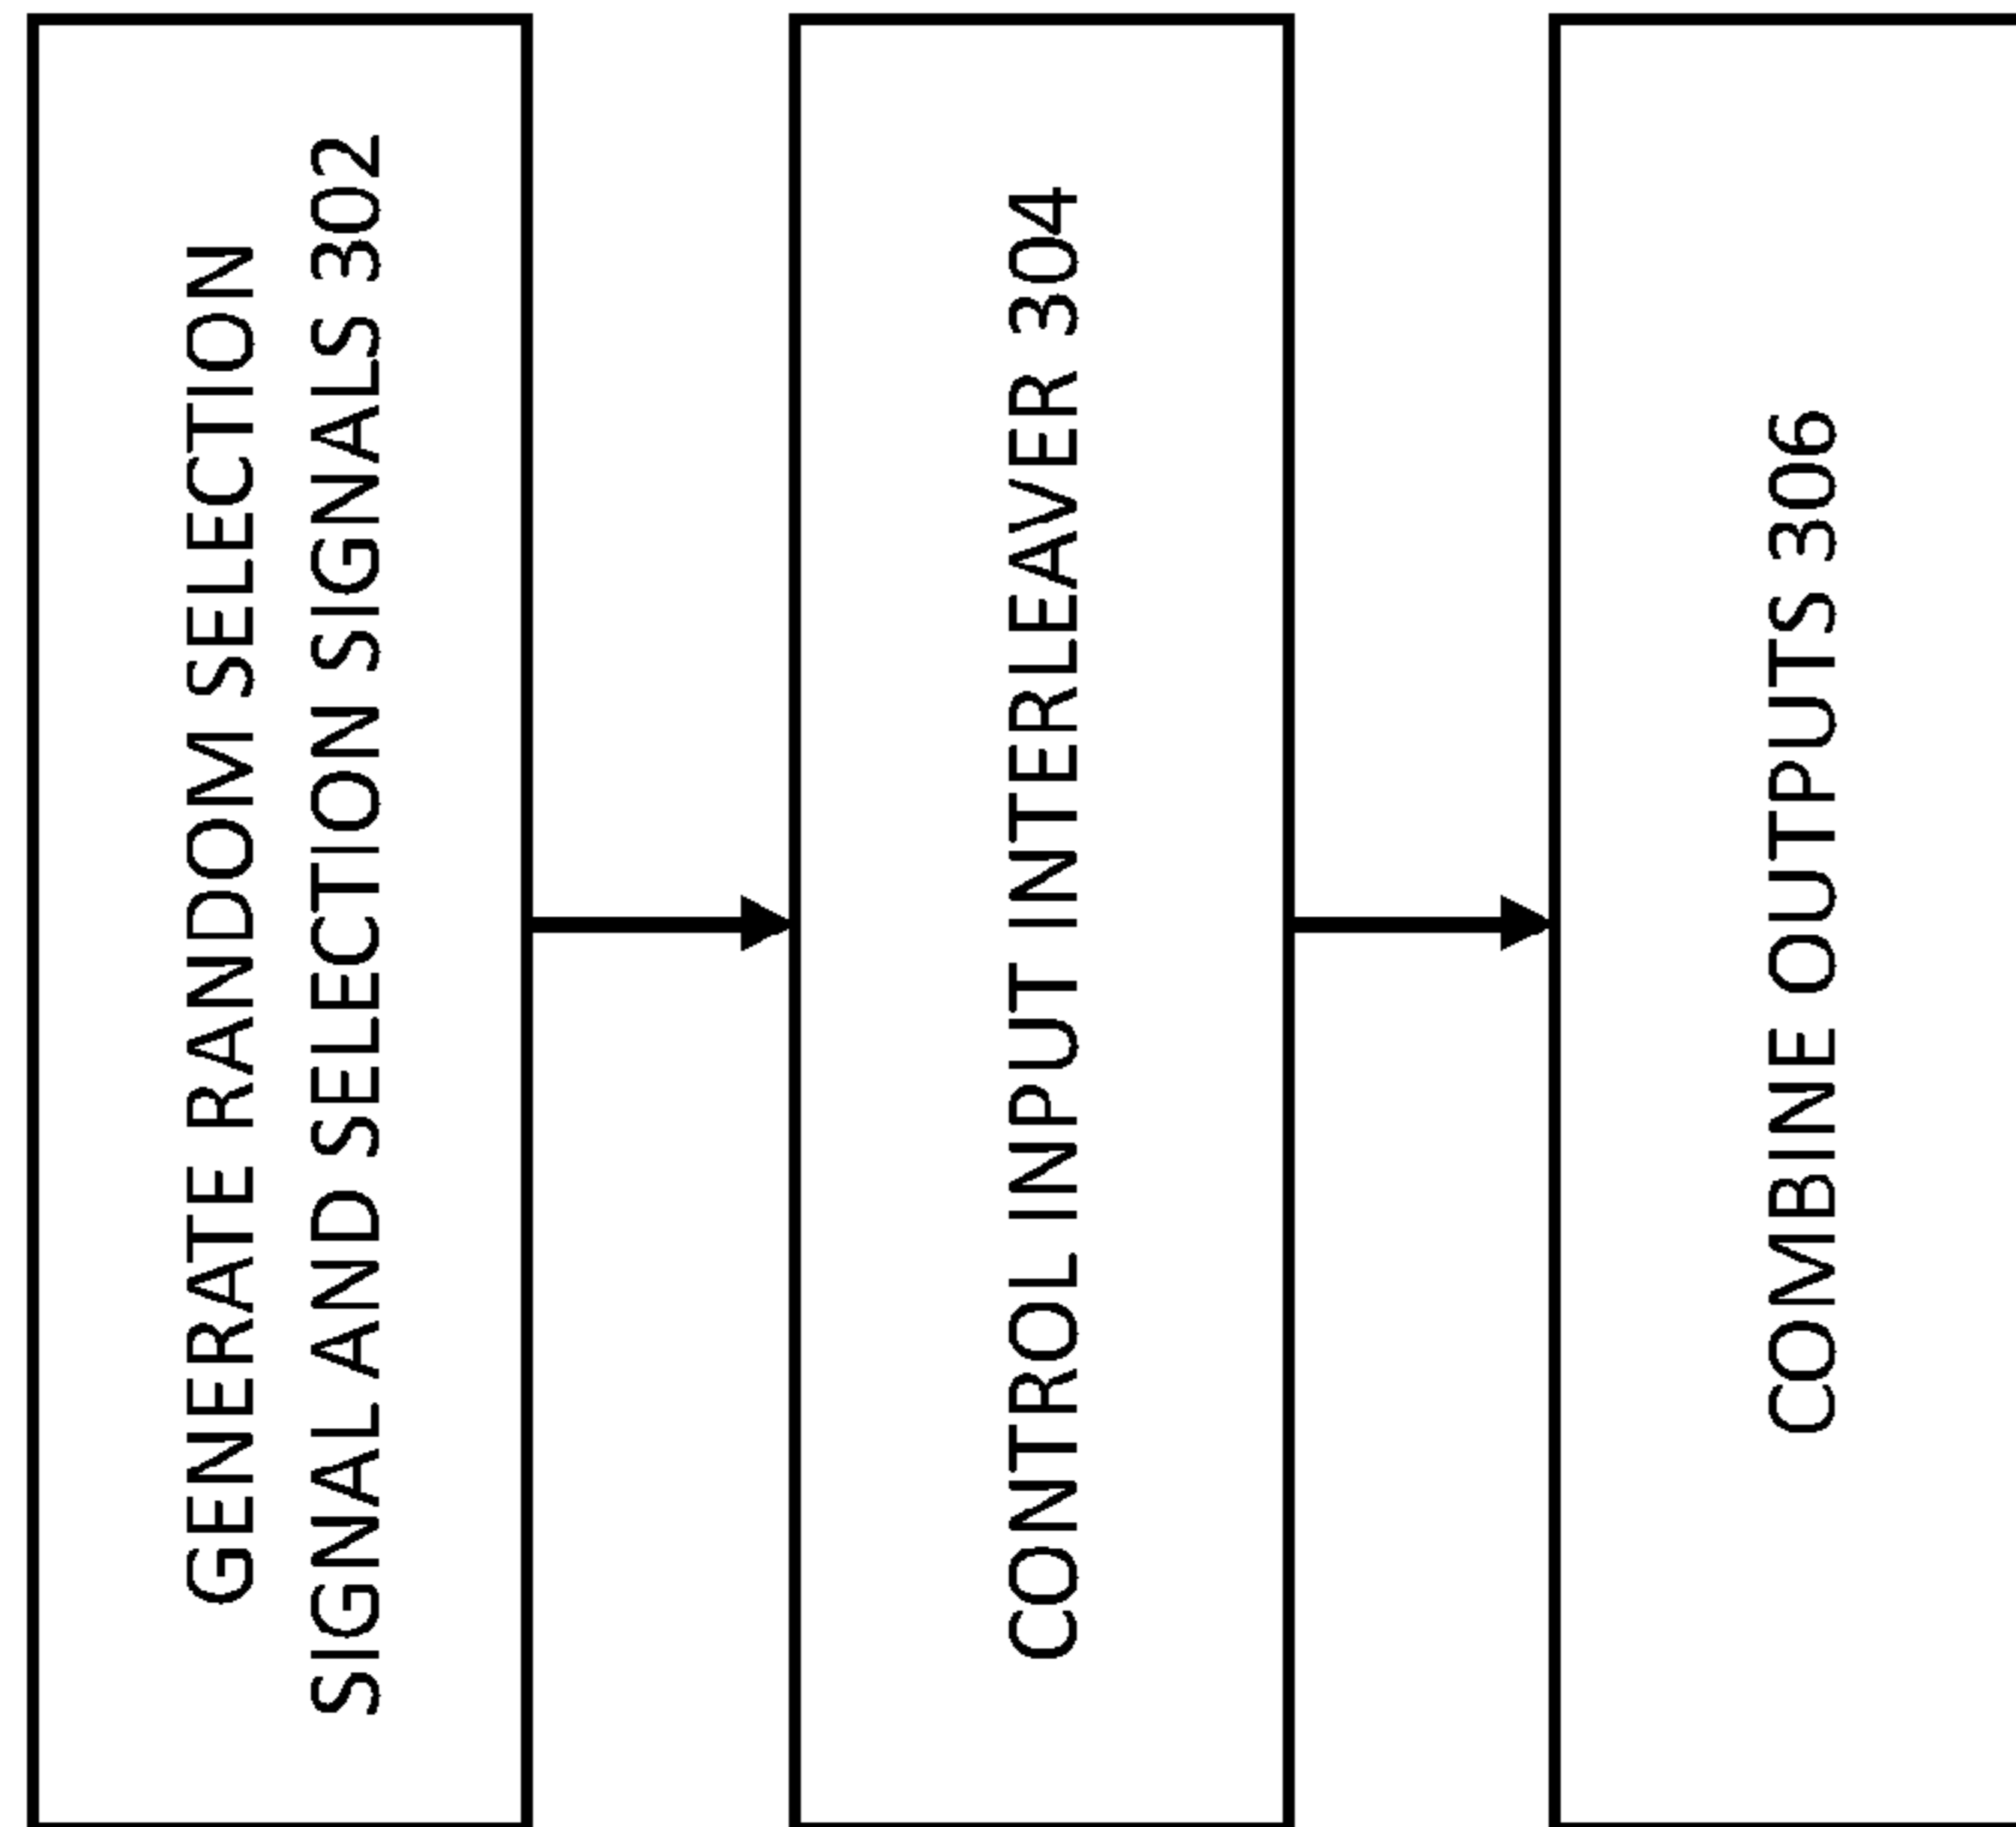 GENERATE RANDOM SELECTION
SIGNAL AND SELECTION SIGNALS 302
CONTROL INPUT INTERLEAVER 304
COMBINE OUTPUTS 306